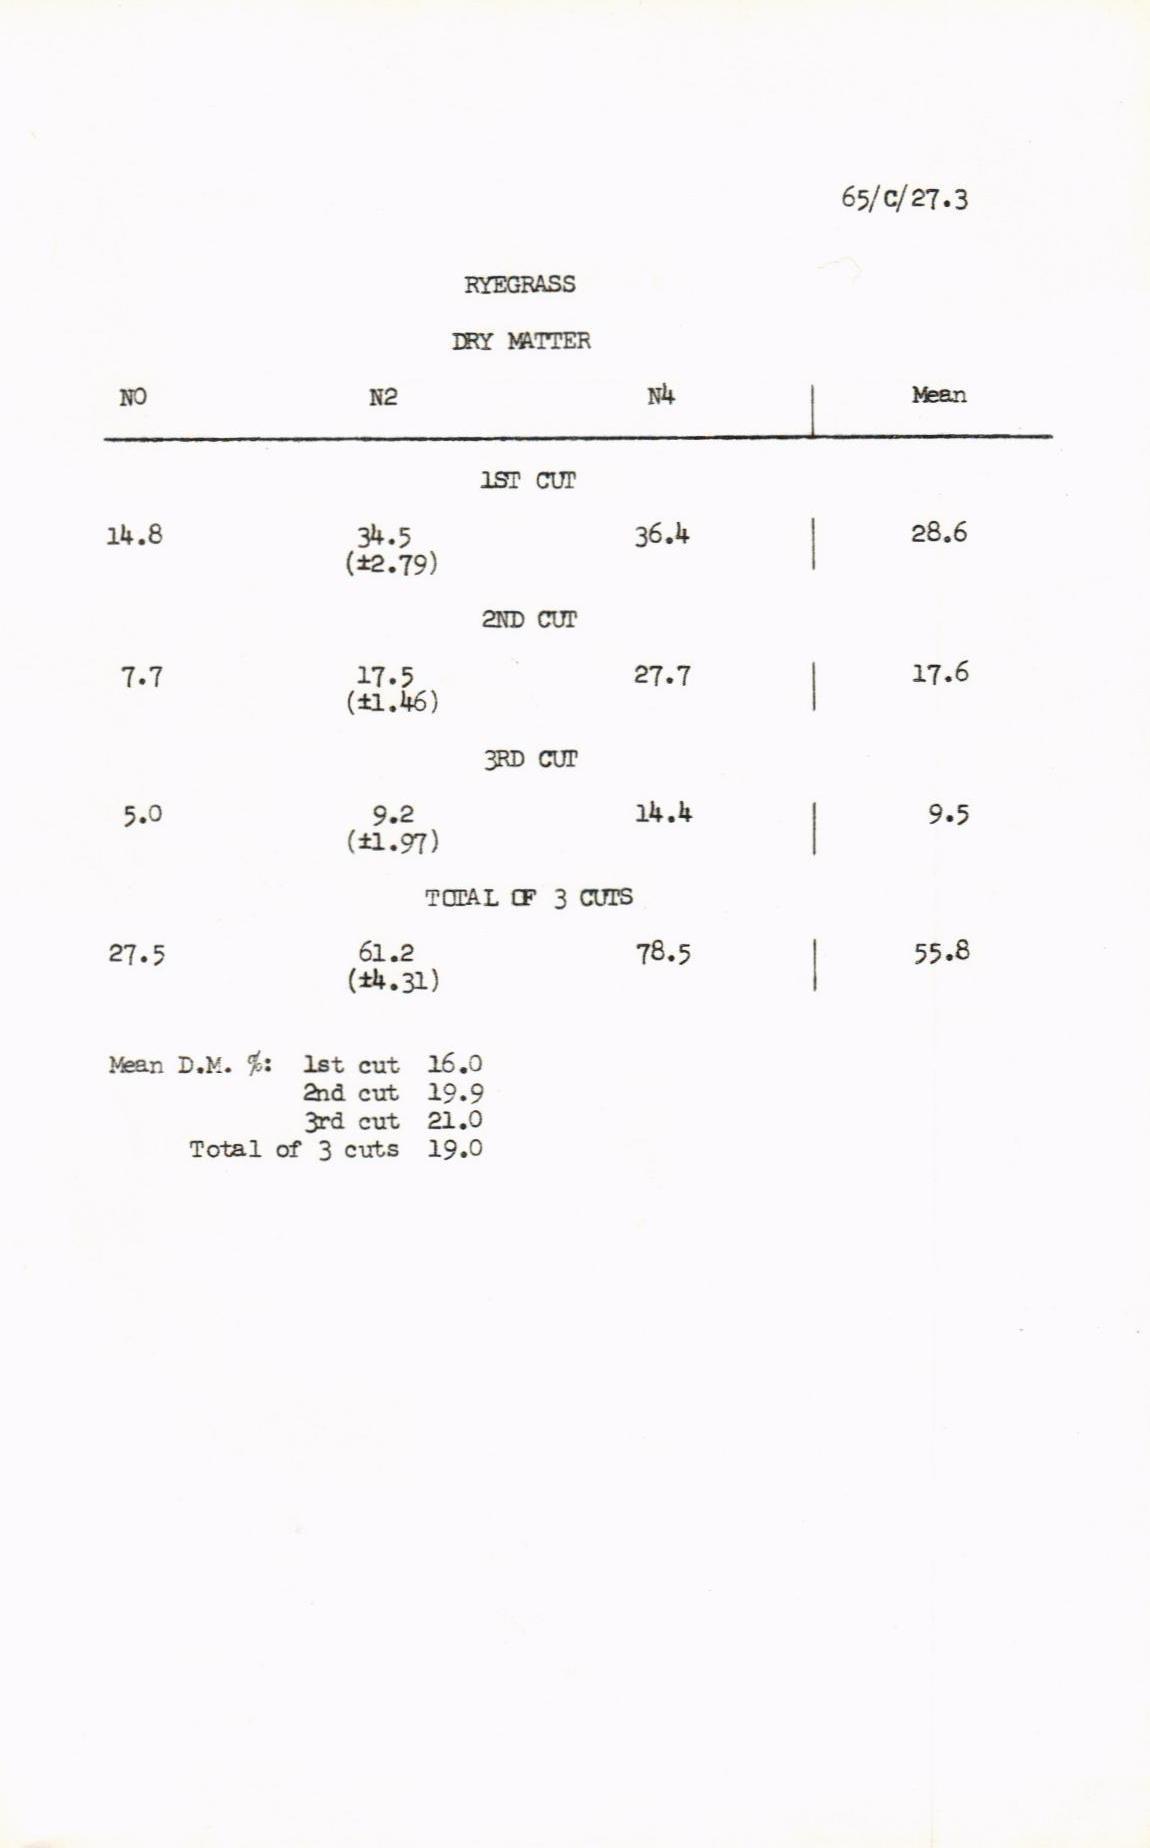 65/C/27.3
RYEGRASS
DRY MATTER
NO N2 N4 Mean
1ST CUT
14.8 34.5 36.4 28.6
(±2.79)
2ND CUT
7.7 17.5 27.7 17.6
(±1.46)
3RD CUT
5.0 9.2 14.4 9.5
(±1.97)
TOTAL OF 3 CUTS
27.5 61.2 78.5 55.8
(±4.31)
Mean D.M. %: 1st cut 16.0
2nd cut 19.9
3rd cut 21.0
Total of 3 cuts 19.0